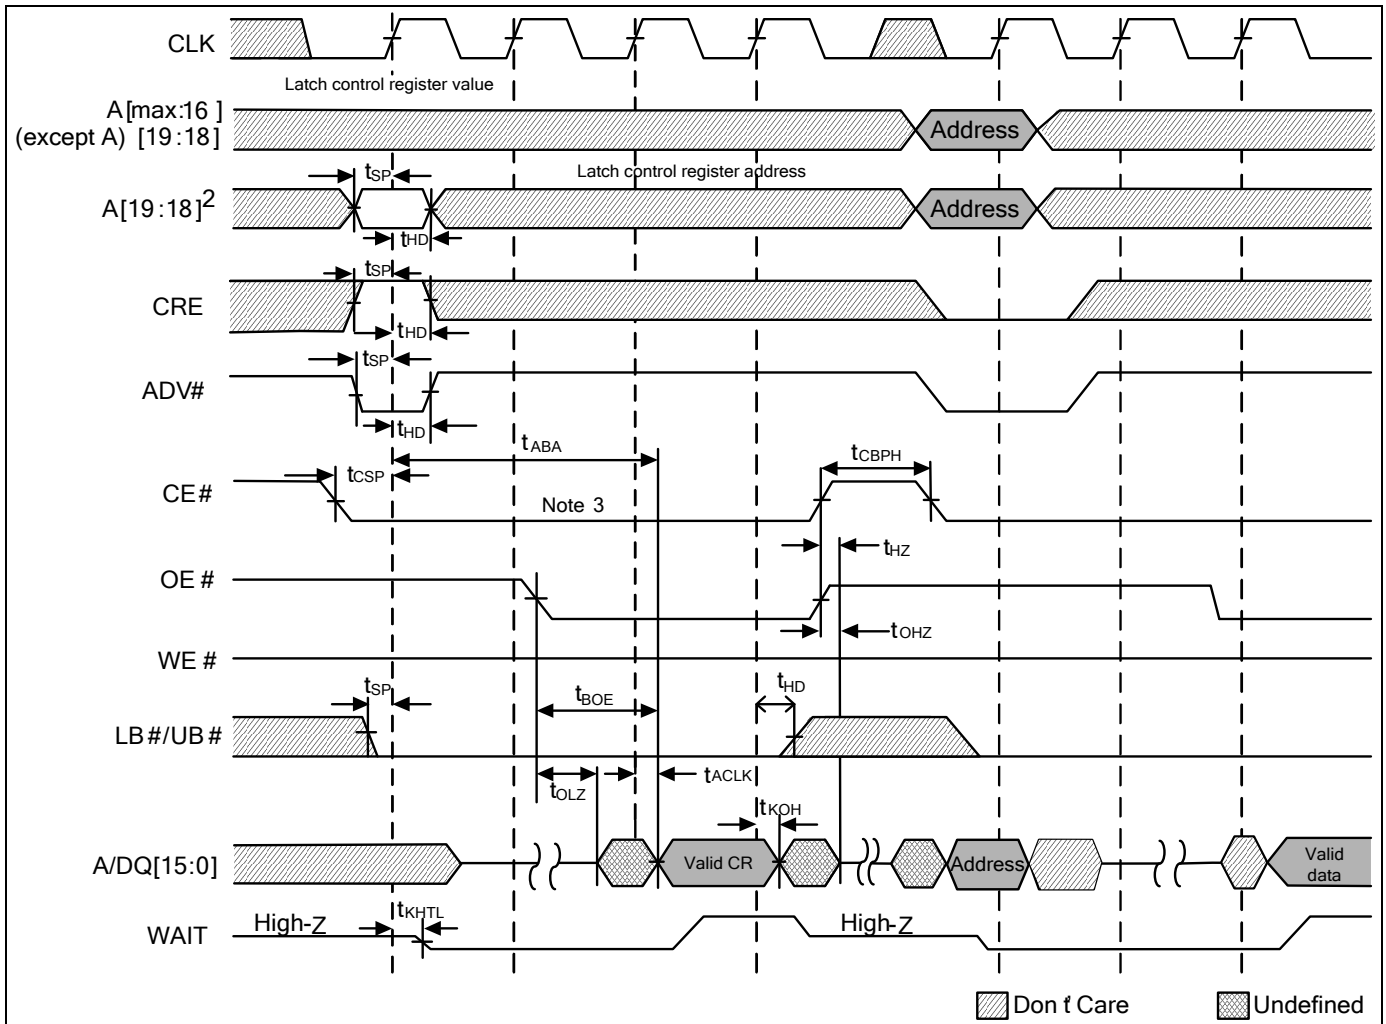 CLK
Latch control register value
A[max:16]
(except A) [19:18]
tSP
Latch control register address
A[19:18]2
Address
Address
tHD
tSP
CRE
tHD
tSP
ADV#
tHD
tABA
tCBPH
tCSP
CE#
Note 3
tHZ
OE#
tOHZ
WE#
tSP
tHD
tBOE
LB#/UB#
tACLK
tOLZ
tKOH
A/DQ[15:0]
Valid CR
Address
Valid
data
tKHTL
WAIT
High-Z
High-Z
Don't Care
Undefined